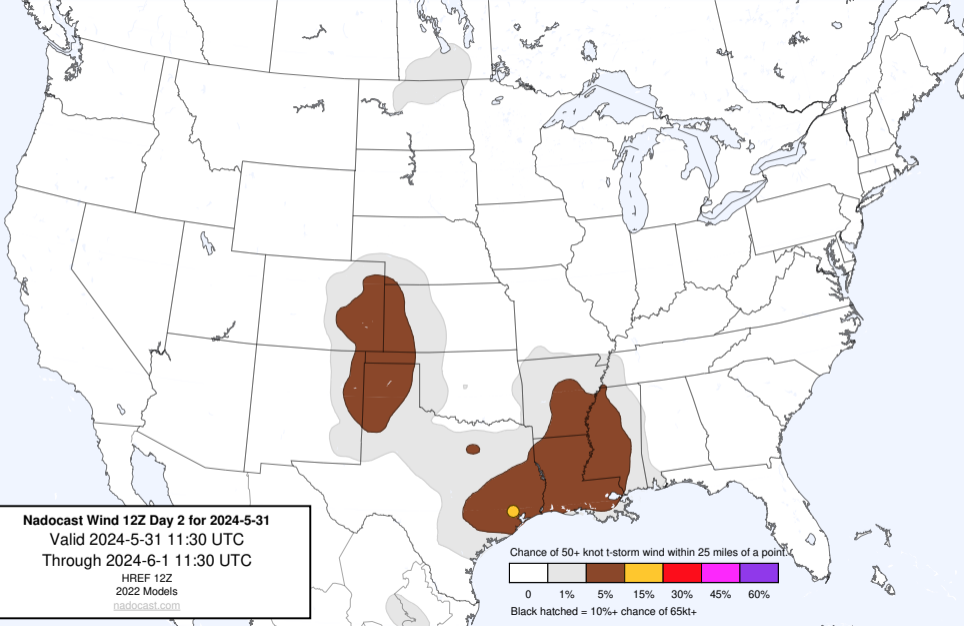 Nadocast Wind 12Z Day 2 for 2024-5-31
Valid 2024-5-31 11:30 UTC
Through 2024-6-1 11:30 UTC
HREF 12Z
2022 Models
nadocast.com
Chance of 50+ knot t-storm wind within 25 miles of a point.
0 1% 5% 15% 30% 45% 60%
Black hatched = 10%+ chance of 65kt+